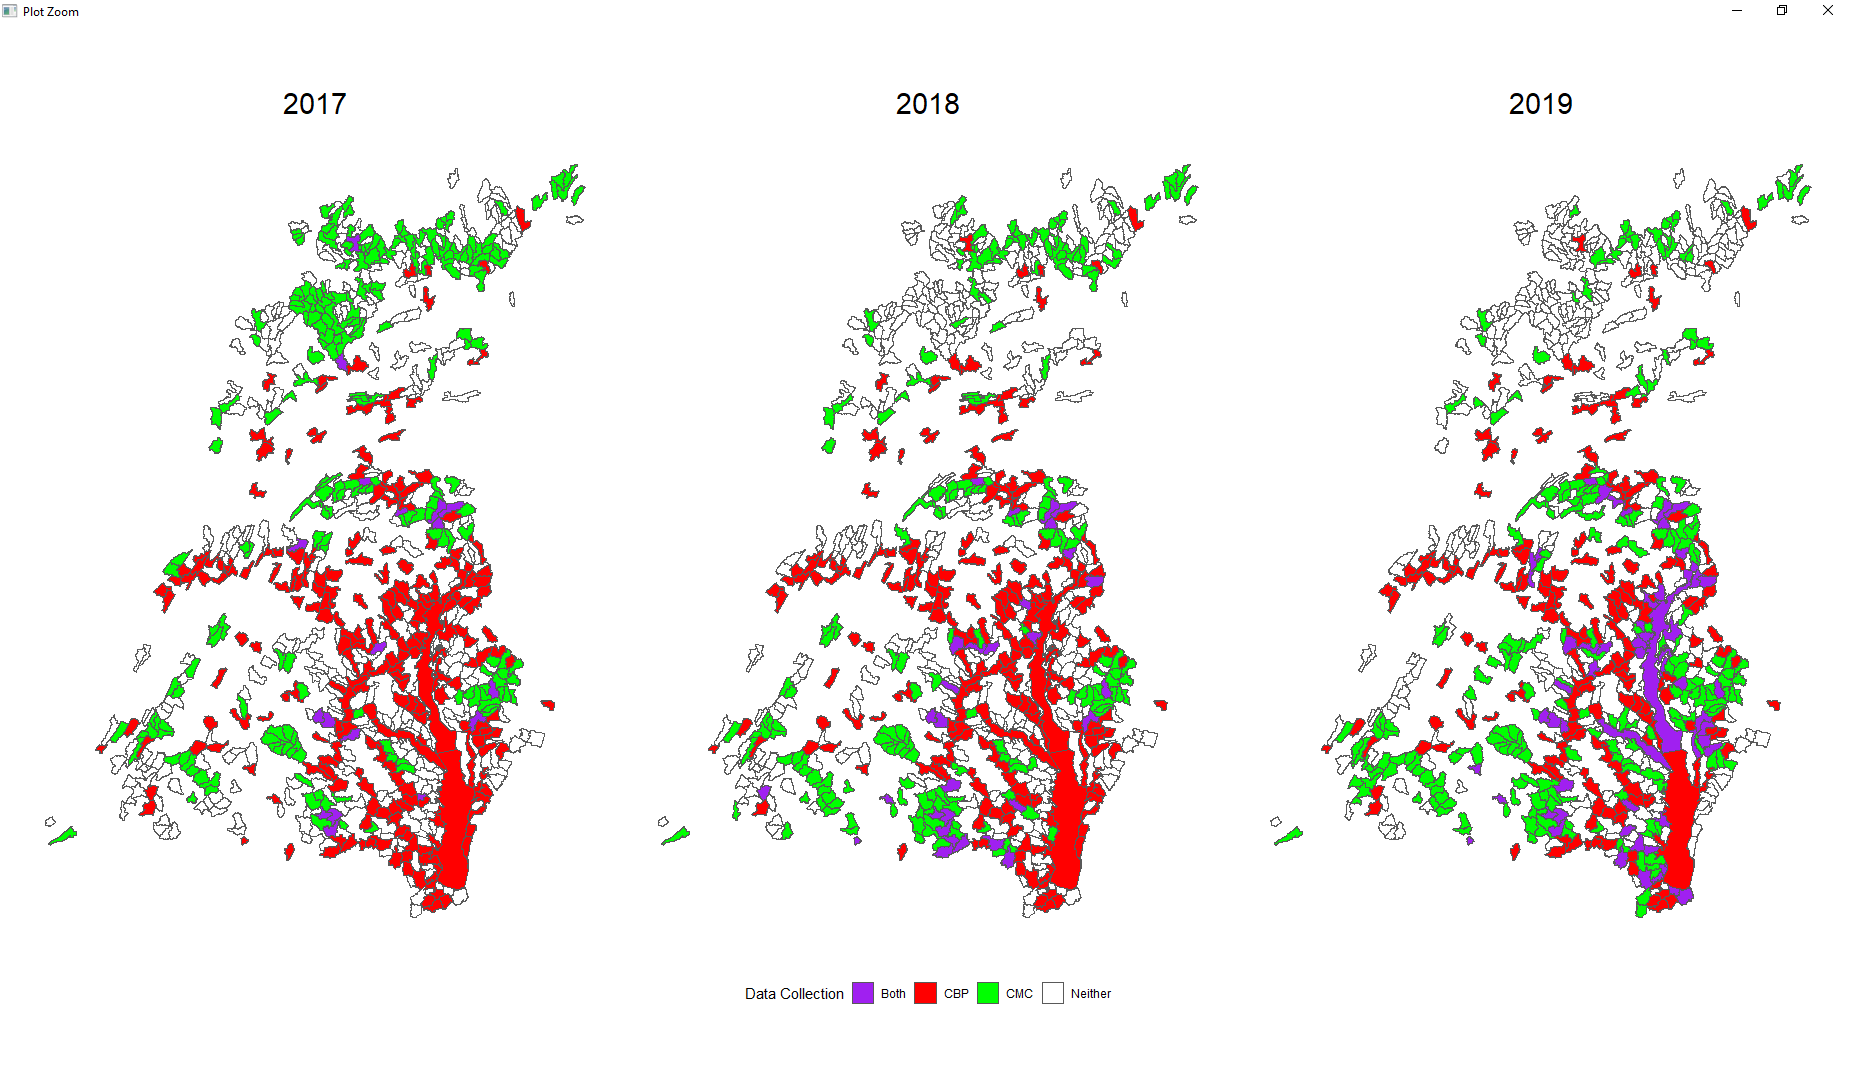 Plot Zoom
2017 2018 2019
Data Collection Both CBP CMC Neither